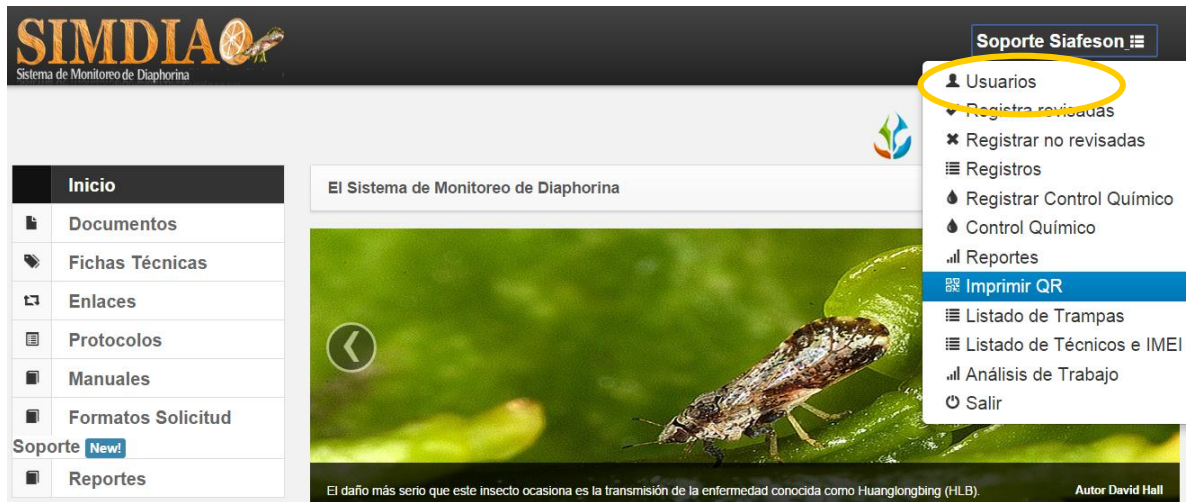 SIMDIA
Sistema de Monitoreo de Diaphorina
Soporte Siafeson
Usuarios
Registra revisadas
Registrar no revisadas
Registros
Registrar Control Químico
Control Químico
Reportes
Imprimir QR
Listado de Trampas
Listado de Técnicos e IMEI
Análisis de Trabajo
Salir
Inicio
Documentos
Fichas Técnicas
Enlaces
Protocolos
Manuales
Formatos Solicitud
Soporte New!
Reportes
El Sistema de Monitoreo de Diaphorina
El daño más serio que este insecto ocasiona es la transmisión de la enfermedad conocida como Huanglongbing (HLB). Autor David Hall